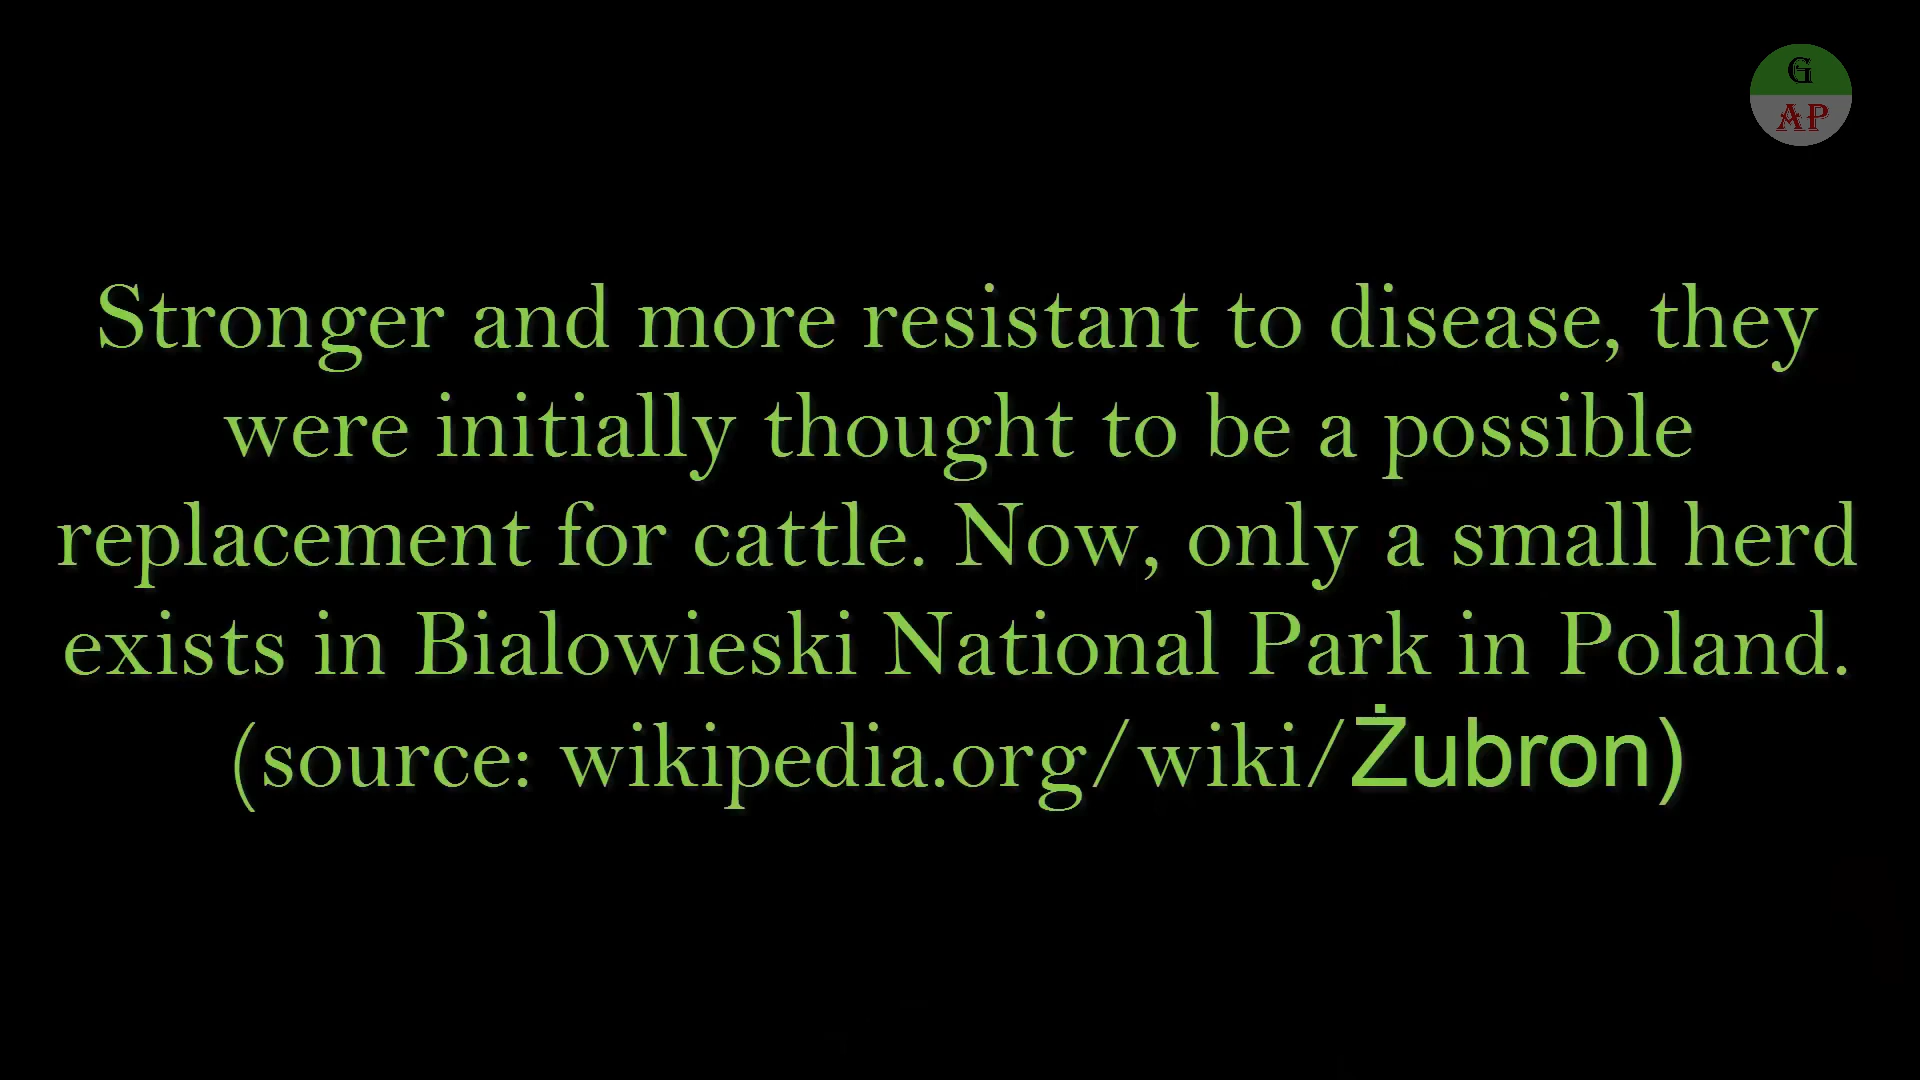 G
AP
Stronger and more resistant to disease, they
were initially thought to be a possible
replacement for cattle. Now, only a small herd
exists in Bialowieski National Park in Poland.
(source: wikipedia.org/wiki/Żubron)